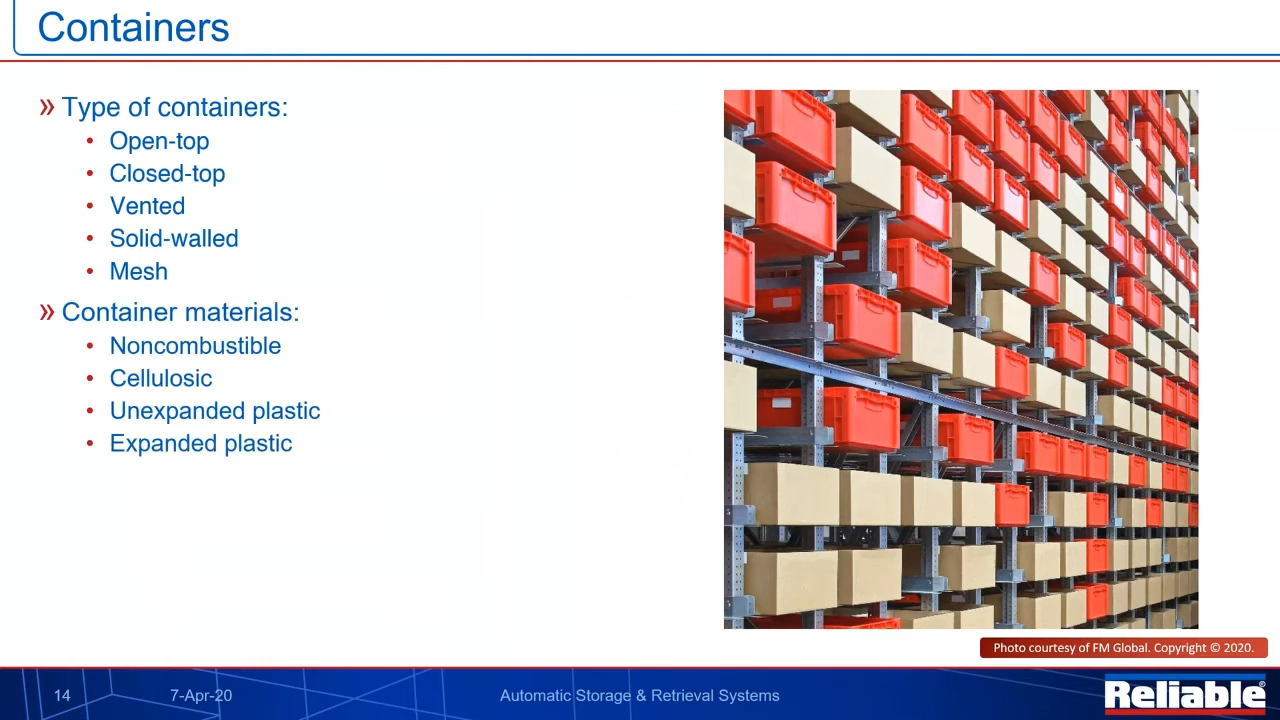 Containers
» Type of containers:
• Open-top
• Closed-top
• Vented
• Solid-walled
• Mesh
» Container materials:
• Noncombustible
• Cellulosic
• Unexpanded plastic
• Expanded plastic
Photo courtesy of FM Global. Copyright © 2020.
14 7-Apr-20 Automatic Storage & Retrieval Systems Reliable®